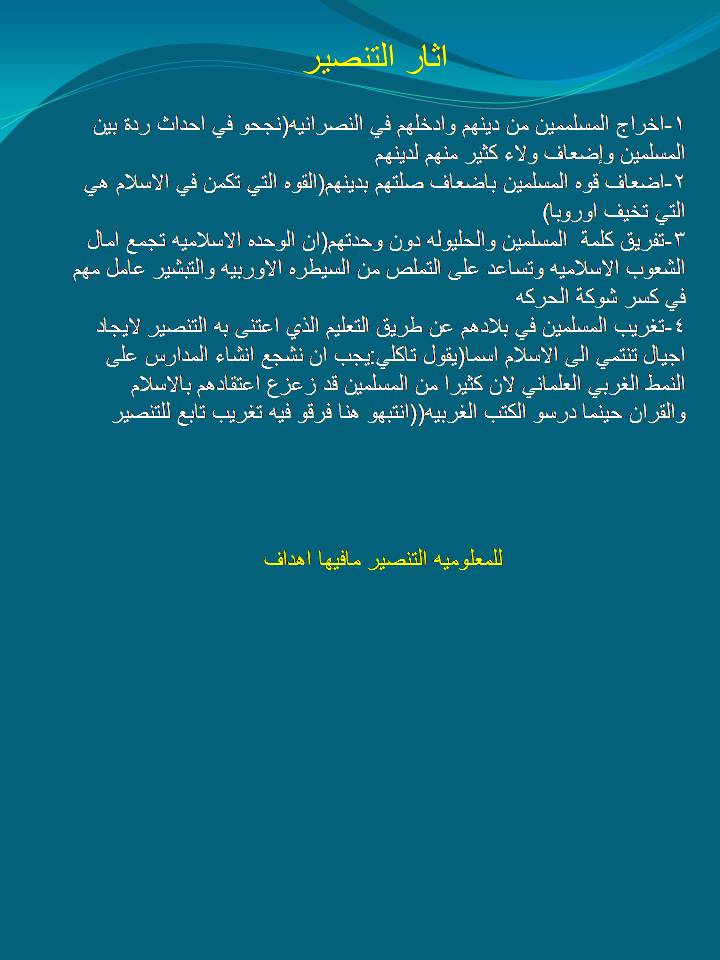 اثار التنصير
١-اخراج المسلممين من دينهم وادخلهم في النصرانيه(نجحو في احداث ردة بين
المسلمين وإضعاف ولاء كثير منهم لدينهم
٢-اضعاف قوه المسلمين باضعاف صلتهم بدينهم(القوه التي تكمن في الاسلام هي
التي تخيف اوروبا)
٣-تفريق كلمة  المسلمين والحليوله دون وحدتهم(ان الوحده الاسلاميه تجمع امال
الشعوب الاسلاميه وتساعد على التملص من السيطره الاوربيه والتبشير عامل مهم
في كسر شوكة الحركه
٤-تغريب المسلمين في بلادهم عن طريق التعليم الذي اعتنى به التنصير لايجاد
اجيال تنتمي الى الاسلام اسما(يقول تاكلي:يجب ان نشجع انشاء المدارس على
النمط الغربي العلماني لان كثيرا من المسلمين قد زعزع اعتقادهم بالاسلام
والقران حينما درسو الكتب الغربيه((انتبهو هنا فرقو فيه تغريب تابع للتنصير
للمعلوميه التنصير مافيها اهداف